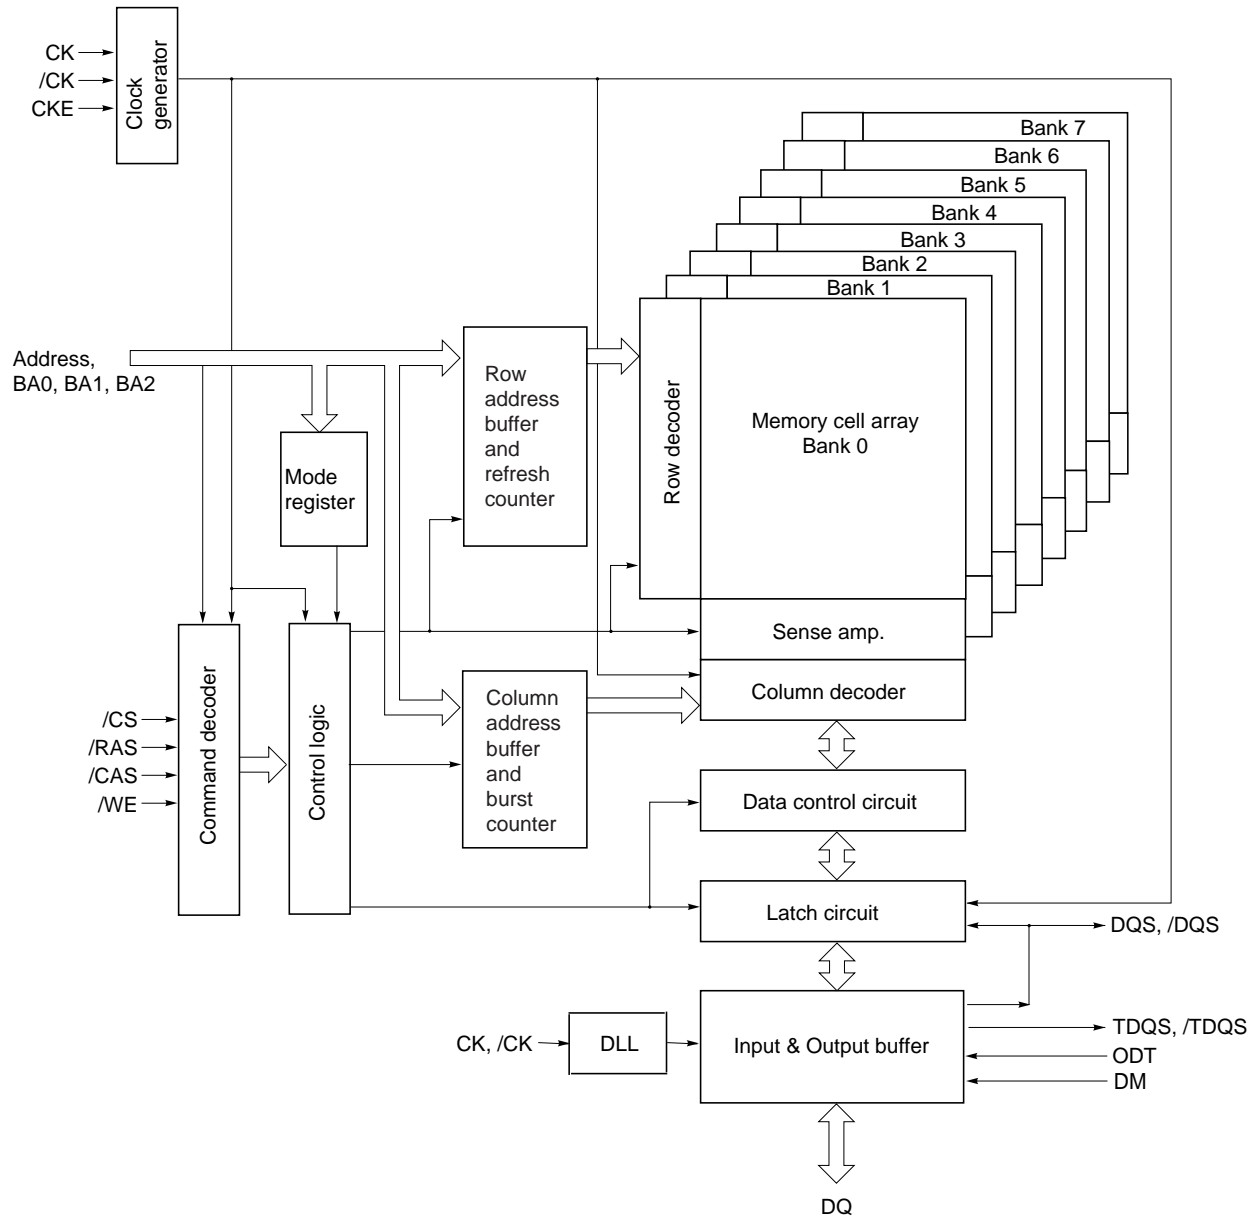 CK
/CK
CKE
Clock
generator
Bank 7
Bank 6
Bank 5
Bank 4
Bank 3
Bank 2
Bank 1
Address,
BA0, BA1, BA2
Mode
register
Row
address
buffer
and
refresh
counter
Row decoder
Memory cell array
Bank 0
Sense amp.
Column decoder
/CS
/RAS
/CAS
/WE
Command decoder
Control logic
Column
address
buffer
and
burst
counter
Data control circuit
Latch circuit
DQS, /DQS
CK, /CK
DLL
Input & Output buffer
TDQS, /TDQS
ODT
DM
DQ